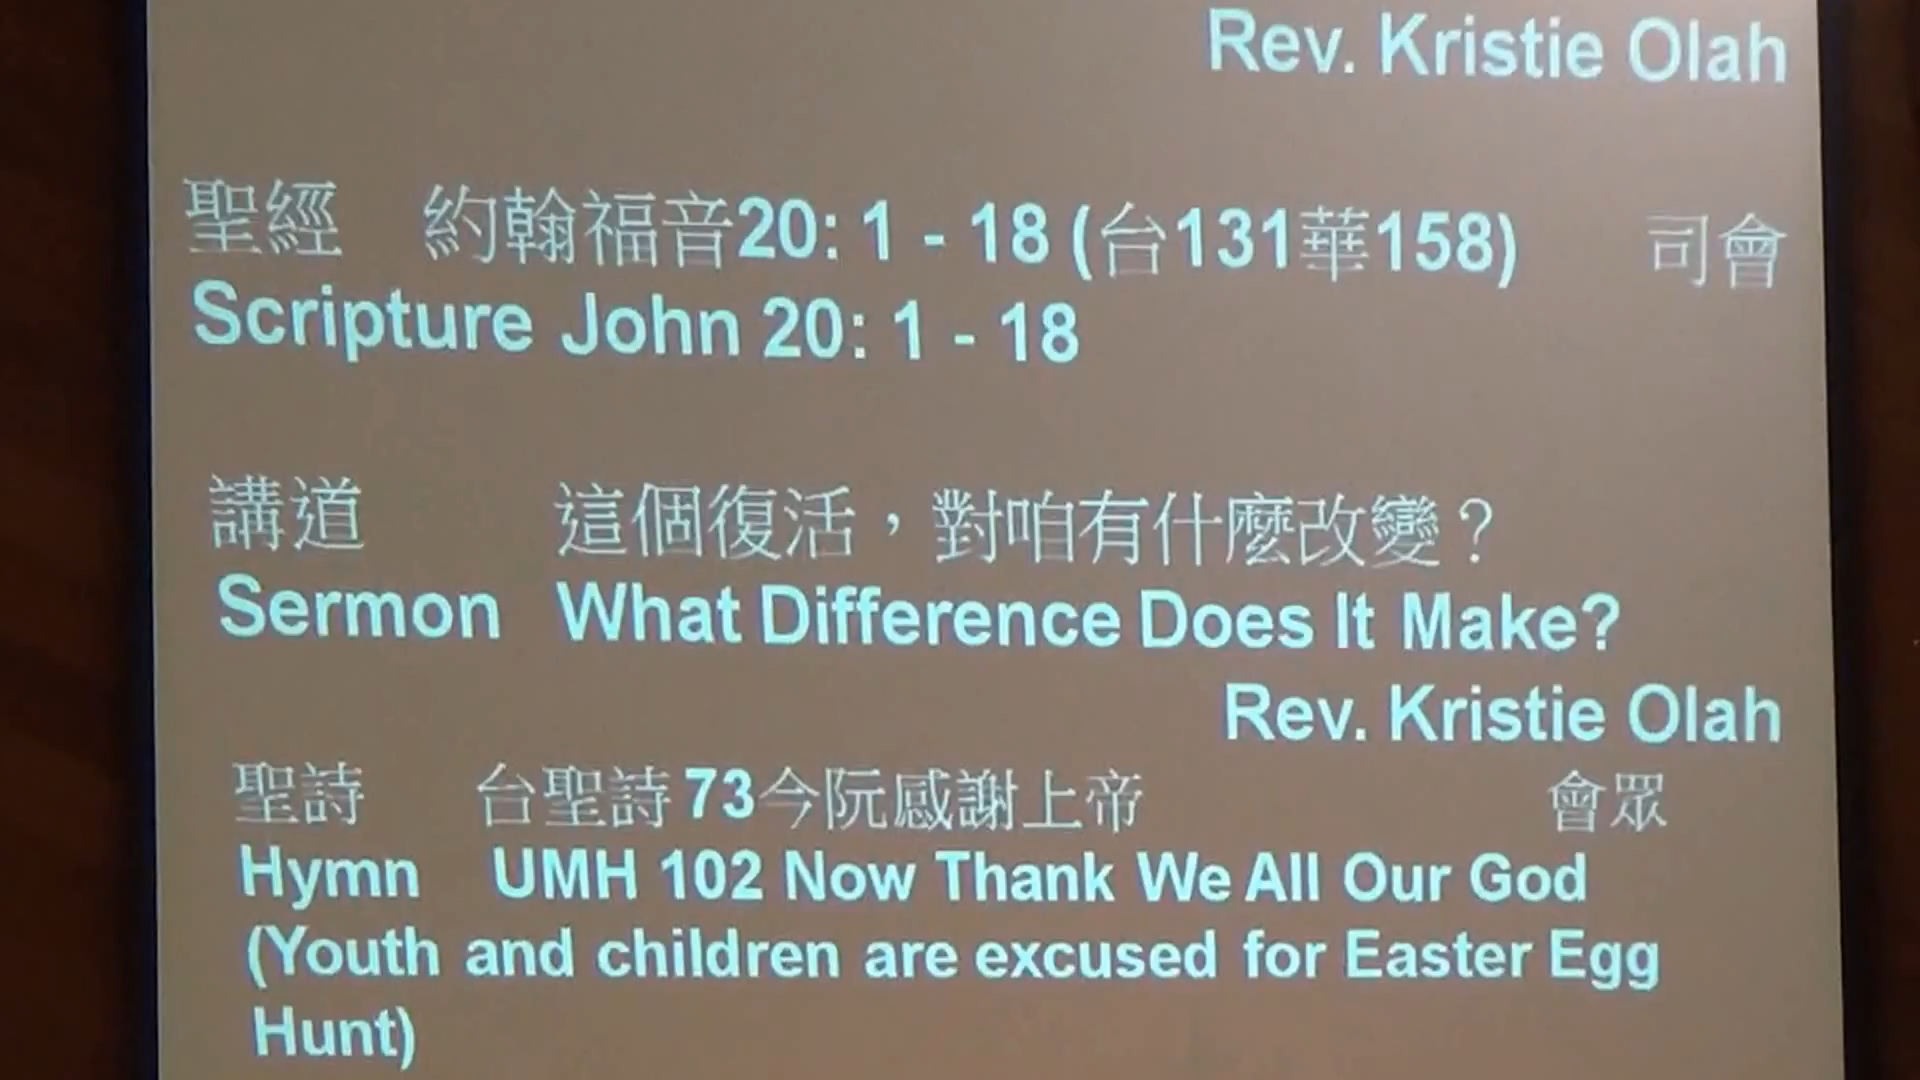 Rev. Kristie Olah
聖經 約翰福音20: 1 - 18 (台131華158) 司會
Scripture John 20: 1 - 18
講道 這個復活，對咱有什麼改變？
Sermon What Difference Does It Make?
Rev. Kristie Olah
聖詩 台聖詩 73今阮感謝上帝 會眾
Hymn UMH 102 Now Thank We All Our God
(Youth and children are excused for Easter Egg
Hunt)